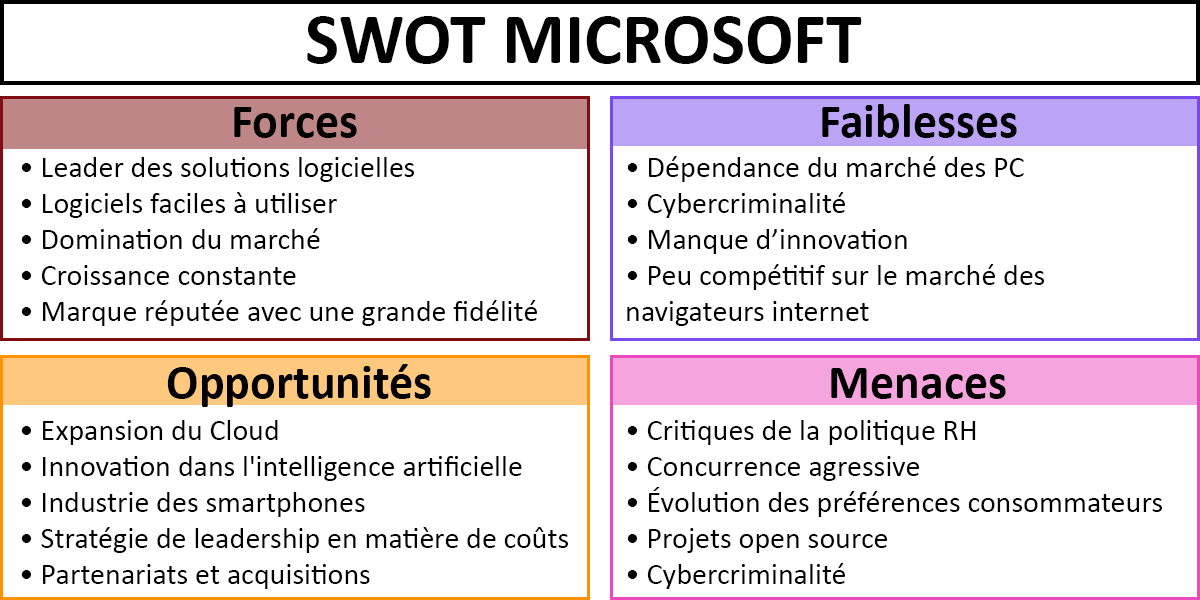 SWOT MICROSOFT
Forces
• Leader des solutions logicielles
• Logiciels faciles à utiliser
• Domination du marché
• Croissance constante
• Marque réputée avec une grande fidélité
Faiblesses
• Dépendance du marché des PC
• Cybercriminalité
• Manque d’innovation
• Peu compétitif sur le marché des
navigateurs internet
Opportunités
• Expansion du Cloud
• Innovation dans l'intelligence artificielle
• Industrie des smartphones
• Stratégie de leadership en matière de coûts
• Partenariats et acquisitions
Menaces
• Critiques de la politique RH
• Concurrence agressive
• Évolution des préférences consommateurs
• Projets open source
• Cybercriminalité